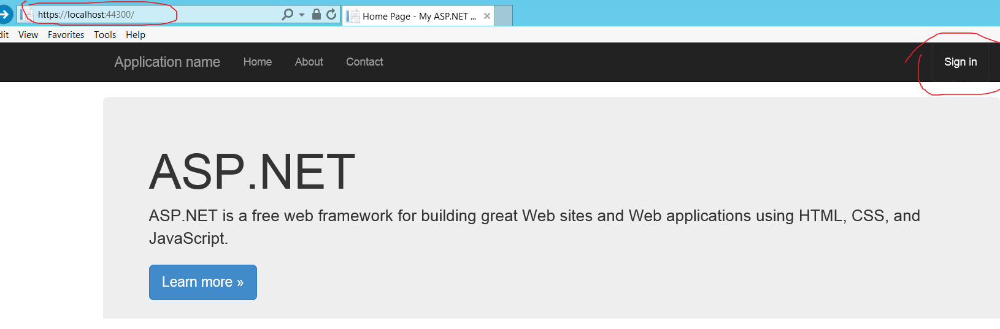 https://localhost:44300/
Home Page - My ASP.NET ...
dit View Favorites Tools Help
Application name Home About Contact Sign in
ASP.NET
ASP.NET is a free web framework for building great Web sites and Web applications using HTML, CSS, and
JavaScript.
Learn more »